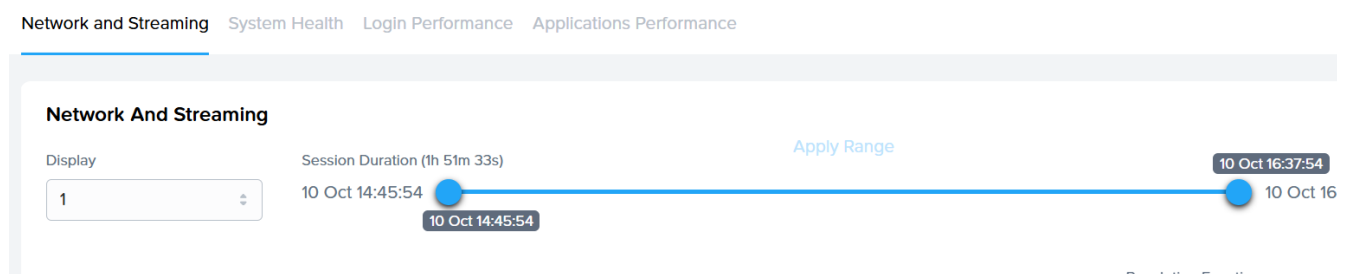 Network and Streaming System Health Login Performance Applications Performance
Network And Streaming
Display
Session Duration (1h 51m 33s)
Apply Range
10 Oct 16:37:54
1
10 Oct 14:45:54
10 Oct 16
10 Oct 14:45:54